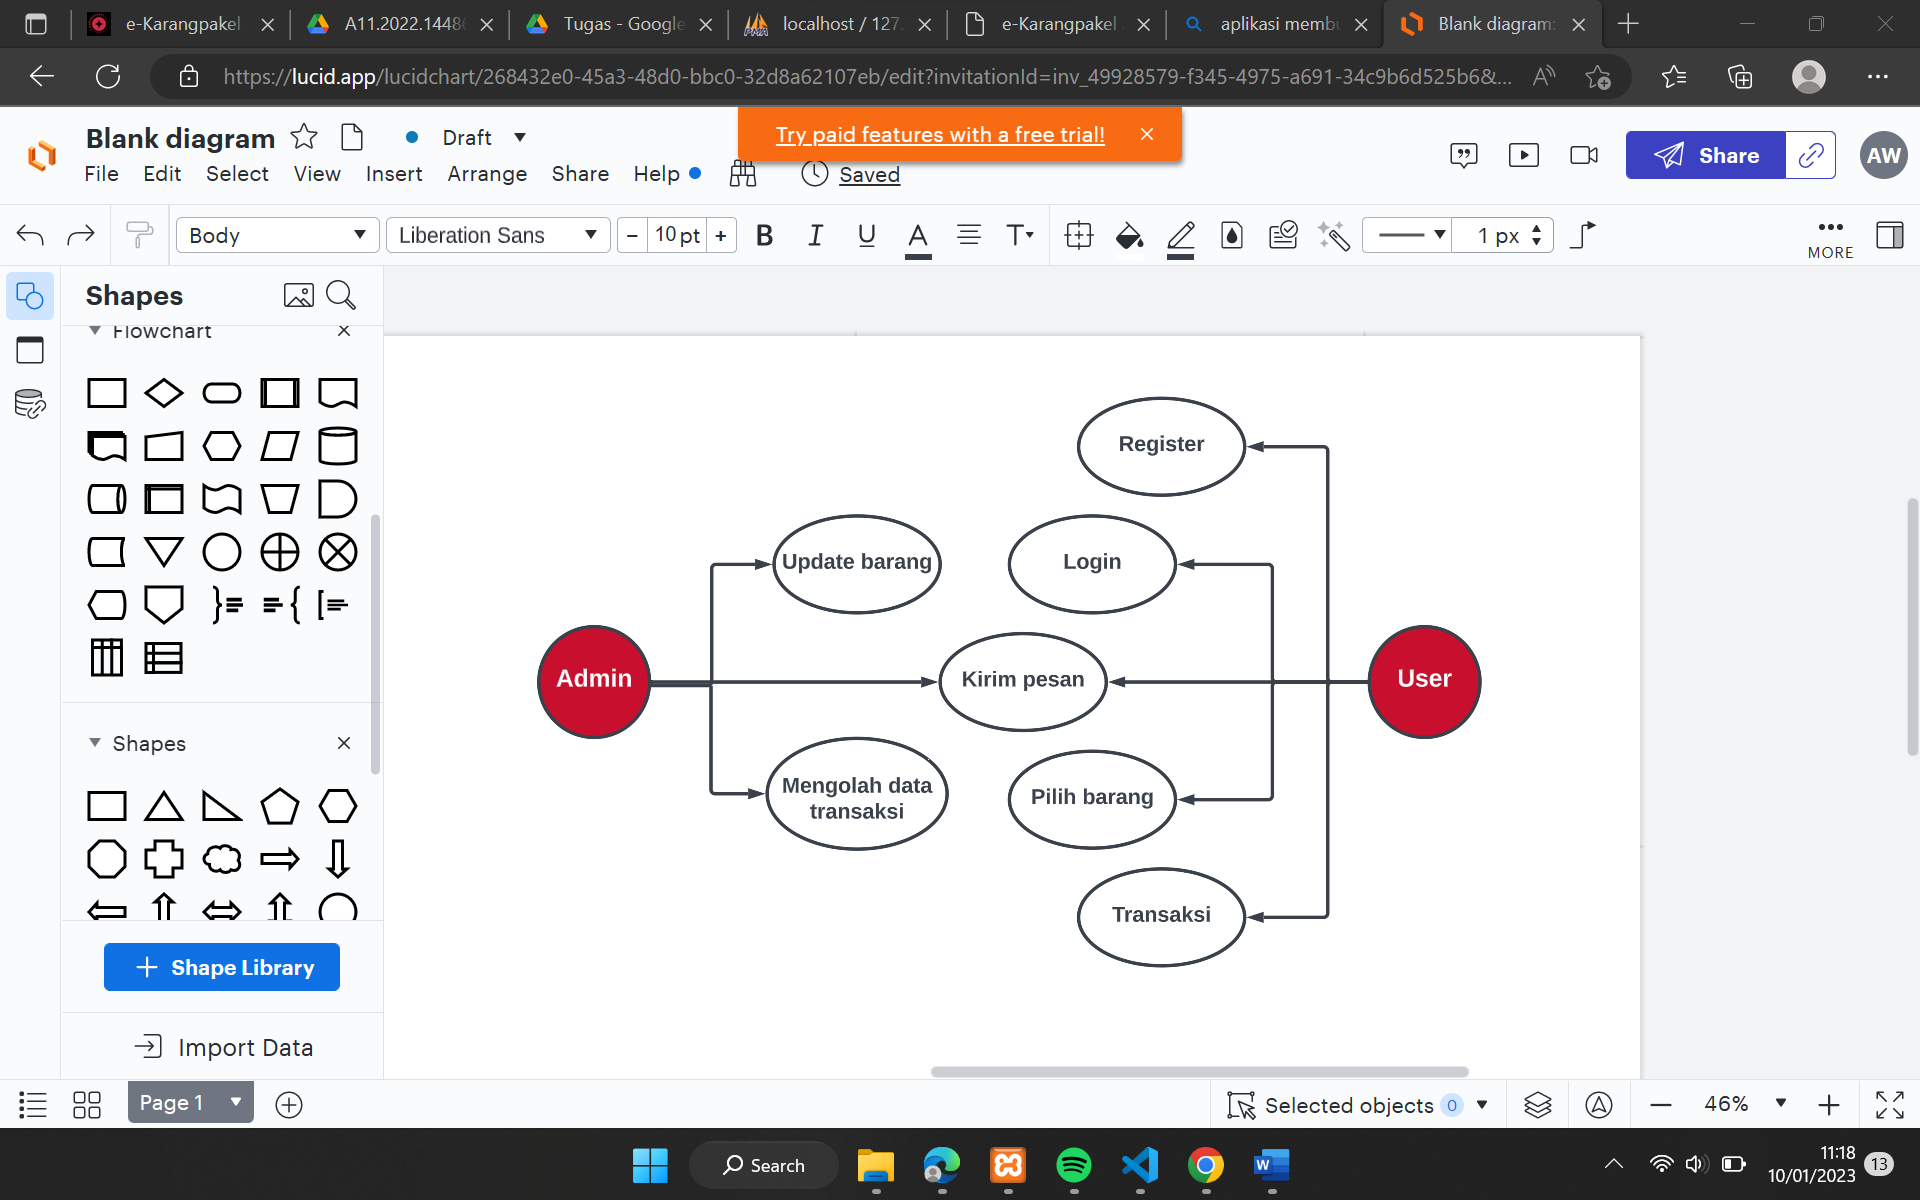 e-Karangpakel
A11.2022.1448
Tugas - Google
localhost / 127.
e-Karangpakel
aplikasi membu
Blank diagram:
https://lucid.app/lucidchart/268432e0-45a3-48d0-bbc0-32d8a62107eb/edit?invitationId=inv_49928579-f345-4975-a691-34c9b6d525b6&...
Blank diagram
Draft
Try paid features with a free trial!
Share
AW
File Edit Select View Insert Arrange Share Help
Saved
Body
Liberation Sans
10 pt
B I U A T
1 px
MORE
Shapes
Flowchart
Shapes
Shape Library
Import Data
Register
Update barang
Login
Admin
Kirim pesan
User
Mengolah data
transaksi
Pilih barang
Transaksi
Page 1
Selected objects 0
46%
Search
11:18
10/01/2023
13